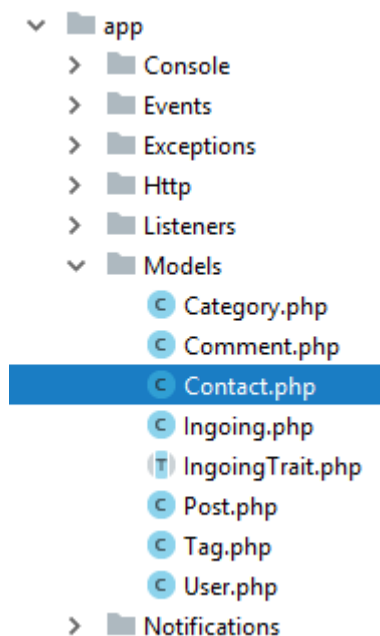 app
Console
Events
Exceptions
Http
Listeners
Models
C Category.php
C Comment.php
C Contact.php
C Ingoing.php
T IngoingTrait.php
C Post.php
C Tag.php
C User.php
Notifications